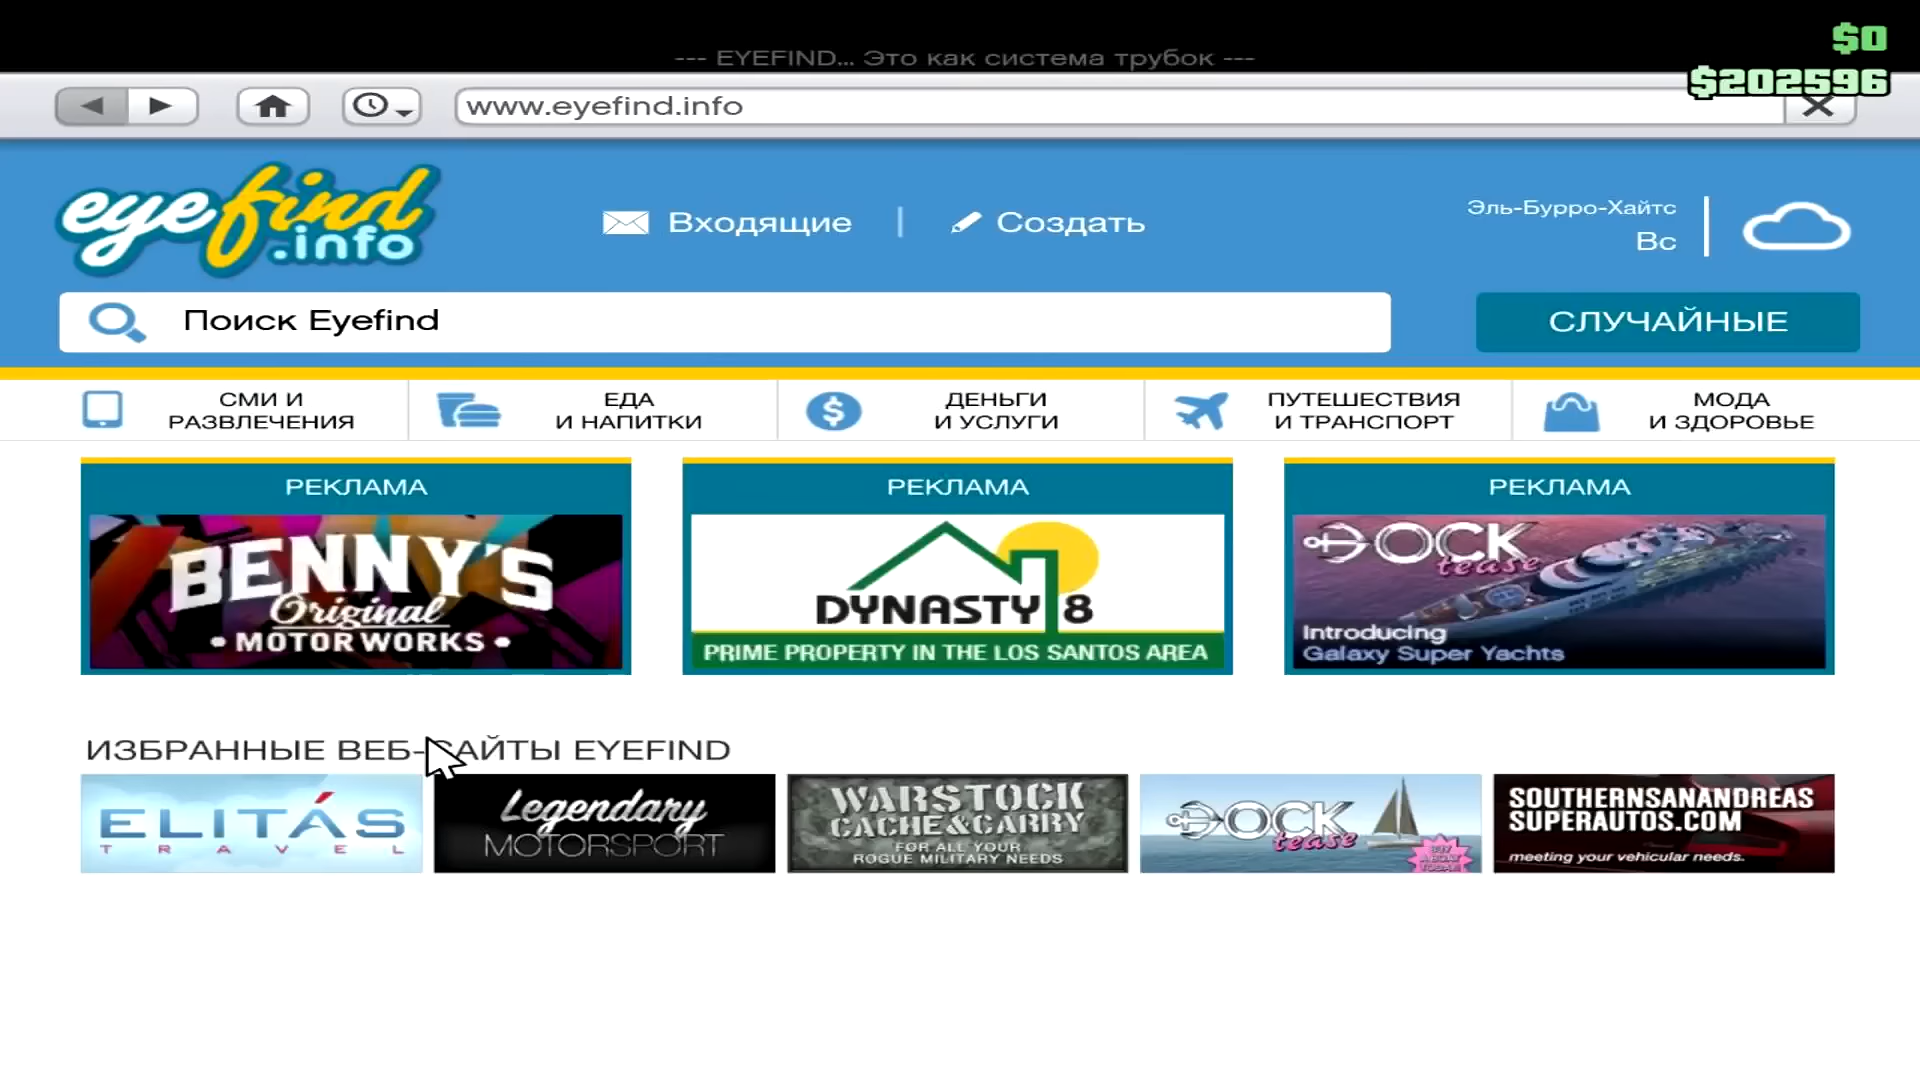 $0
--- EYEFIND... Это как система трубок ---
$202596
www.eyefind.info
eyefind
.info
Входящие
Создать
Эль-Бурро-Хайтс
Вс
Поиск Eyefind
СЛУЧАЙНЫЕ
СМИ И
РАЗВЛЕЧЕНИЯ
ЕДА
И НАПИТКИ
ДЕНЬГИ
И УСЛУГИ
ПУТЕШЕСТВИЯ
И ТРАНСПОРТ
МОДА
И ЗДОРОВЬЕ
РЕКЛАМА
BENNY'S
Original
• MOTOR WORKS •
РЕКЛАМА
DYNASTY 8
PRIME PROPERTY IN THE LOS SANTOS AREA
РЕКЛАМА
DOCK
tease
Introducing
Galaxy Super Yachts
ИЗБРАННЫЕ ВЕБ-САЙТЫ EYEFIND
ELITÁS
TRAVEL
Legendary
MOTORSPORT
WARSTOCK
CACHE&CARRY
FOR ALL YOUR
ROGUE MILITARY NEEDS
DOCK
tease
SOUTHERNSANANDREAS
SUPERAUTOS.COM
meeting your vehicular needs.